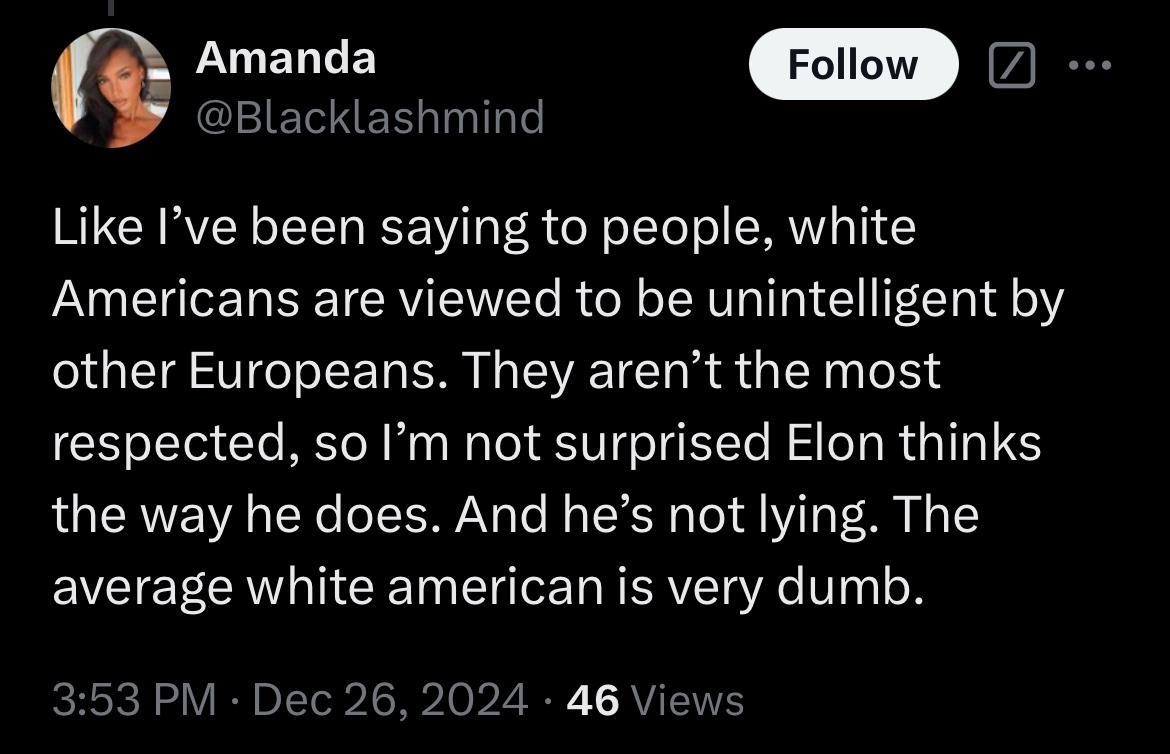 Amanda
@Blacklashmind
Follow
Like I’ve been saying to people, white
Americans are viewed to be unintelligent by
other Europeans. They aren’t the most
respected, so I’m not surprised Elon thinks
the way he does. And he’s not lying. The
average white american is very dumb.
3:53 PM · Dec 26, 2024 · 46 Views